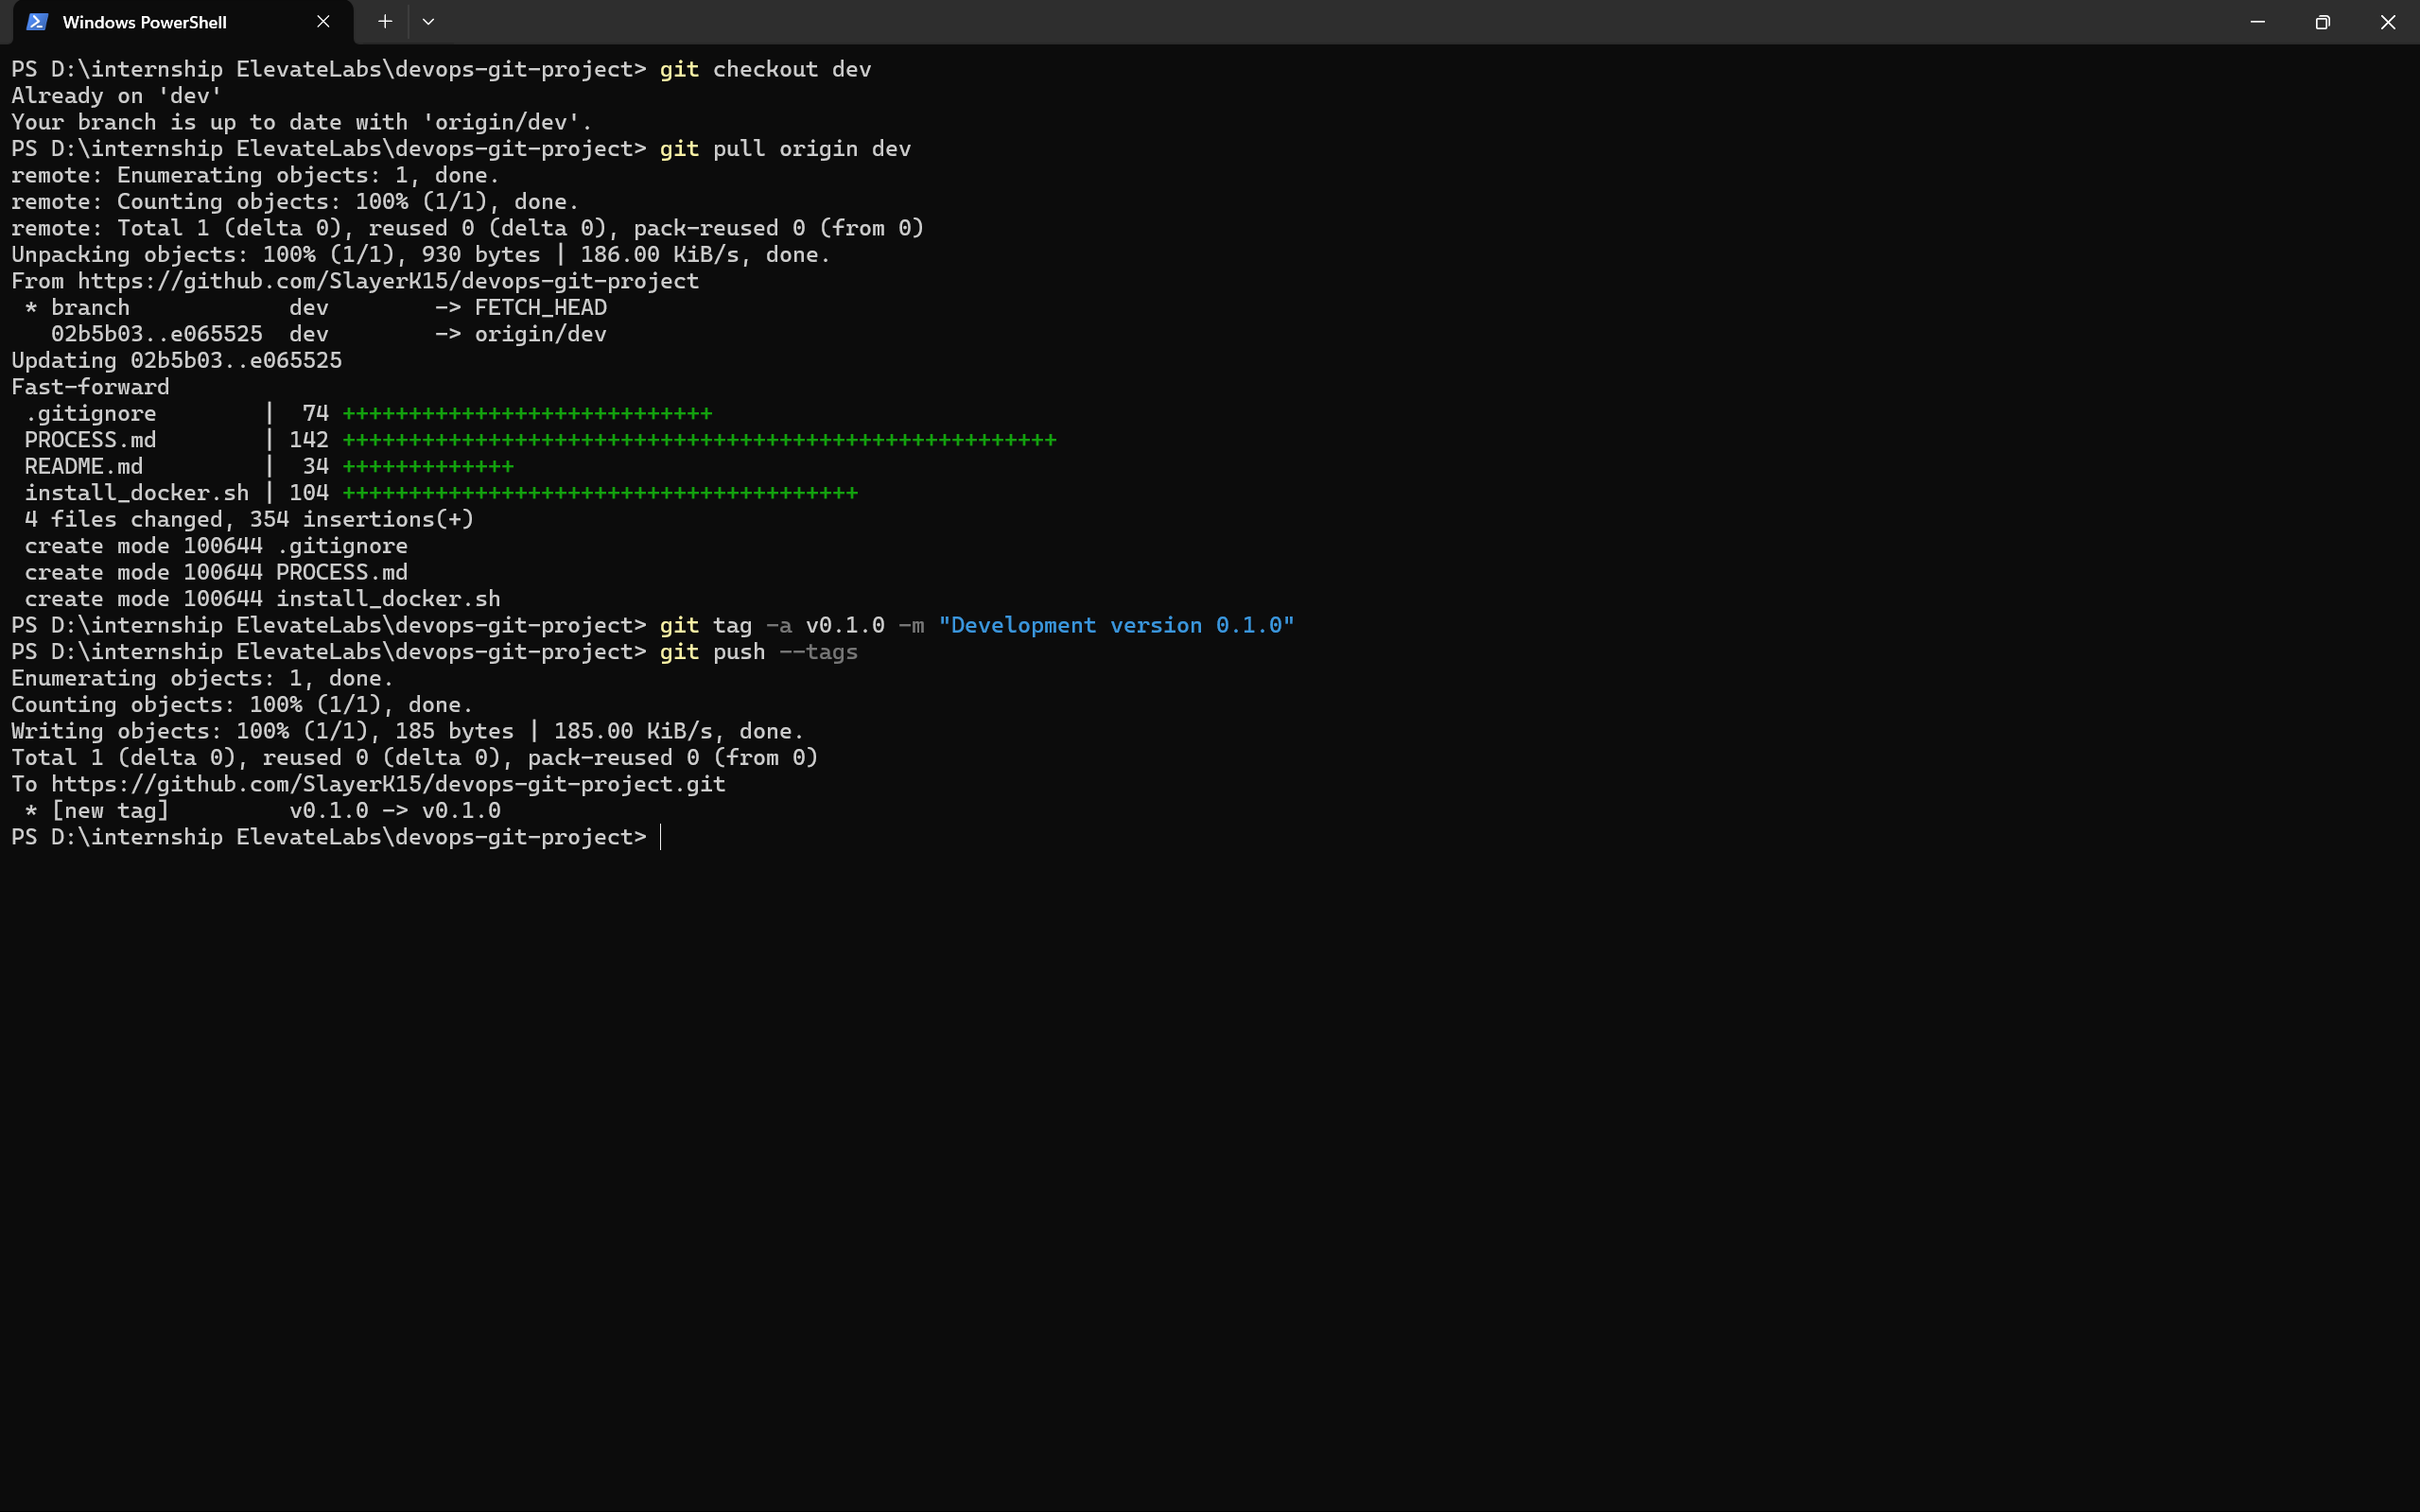 Windows PowerShell
PS D:\internship ElevateLabs\devops-git-project> git checkout dev
Already on 'dev'
Your branch is up to date with 'origin/dev'.
PS D:\internship ElevateLabs\devops-git-project> git pull origin dev
remote: Enumerating objects: 1, done.
remote: Counting objects: 100% (1/1), done.
remote: Total 1 (delta 0), reused 0 (delta 0), pack-reused 0 (from 0)
Unpacking objects: 100% (1/1), 930 bytes | 186.00 KiB/s, done.
From https://github.com/SlayerK15/devops-git-project
 * branch            dev        -> FETCH_HEAD
   02b5b03..e065525  dev        -> origin/dev
Updating 02b5b03..e065525
Fast-forward
 .gitignore        |  74 ++++++++++++++++++++++++++++
 PROCESS.md        | 142 ++++++++++++++++++++++++++++++++++++++++++++++++++++++
 README.md         |  34 +++++++++++++
 install_docker.sh | 104 +++++++++++++++++++++++++++++++++++++++
 4 files changed, 354 insertions(+)
 create mode 100644 .gitignore
 create mode 100644 PROCESS.md
 create mode 100644 install_docker.sh
PS D:\internship ElevateLabs\devops-git-project> git tag -a v0.1.0 -m "Development version 0.1.0"
PS D:\internship ElevateLabs\devops-git-project> git push --tags
Enumerating objects: 1, done.
Counting objects: 100% (1/1), done.
Writing objects: 100% (1/1), 185 bytes | 185.00 KiB/s, done.
Total 1 (delta 0), reused 0 (delta 0), pack-reused 0 (from 0)
To https://github.com/SlayerK15/devops-git-project.git
 * [new tag]         v0.1.0 -> v0.1.0
PS D:\internship ElevateLabs\devops-git-project>